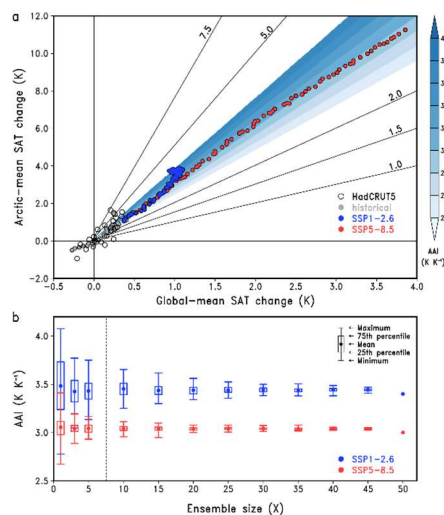 a
12.0
10.0
8.0
6.0
4.0
2.0
0.0
−2.0
Arctic-mean SAT change (K)
7.5
5.0
2.0
1.5
1.0
HadCRUT5
historical
SSP1-2.6
SSP5-8.5
−0.5 0.0 0.5 1.0 1.5 2.0 2.5 3.0 3.5 4.0
Global-mean SAT change (K)
AAI
(K K⁻¹)
b
4.5
4.0
3.5
3.0
2.5
AAI (K K⁻¹)
Maximum
75th percentile
Mean
25th percentile
Minimum
SSP1-2.6
SSP5-8.5
0 5 10 15 20 25 30 35 40 45 50
Ensemble size (X)